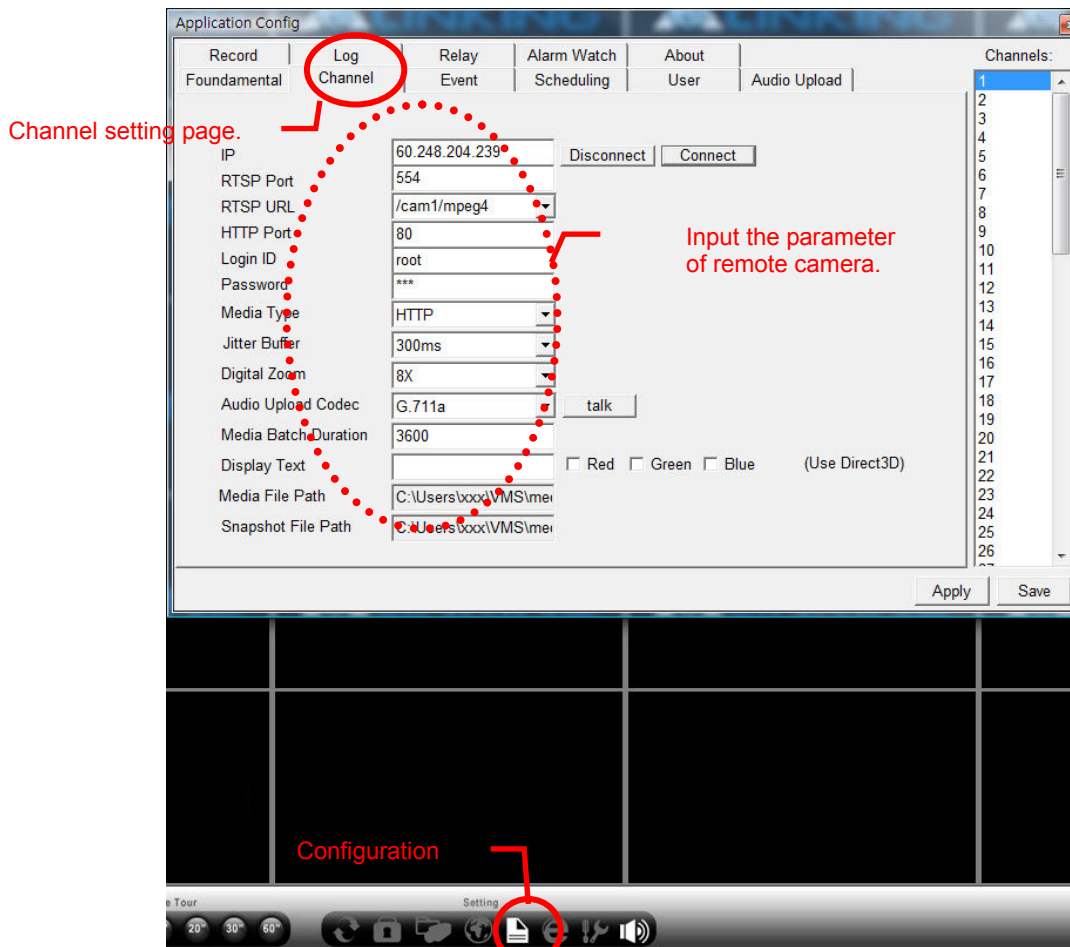 Application Config
Record Log Relay Alarm Watch About
Foundamental Channel Event Scheduling User Audio Upload
Channels:
Channel setting page.
IP 60.248.204.239 Disconnect Connect
RTSP Port 554
RTSP URL /cam1/mpeg4
HTTP Port 80
Login ID root
Password ***
Media Type HTTP
Jitter Buffer 300ms
Digital Zoom 8X
Audio Upload Codec G.711a talk
Media Batch Duration 3600
Display Text Red Green Blue (Use Direct3D)
Media File Path C:\Users\xxx\VMS\me
Snapshot File Path C:\Users\xxx\VMS\me
Input the parameter
of remote camera.
1
2
3
4
5
6
7
8
9
10
11
12
13
14
15
16
17
18
19
20
21
22
23
24
25
26
Apply Save
Configuration
Tour Setting
20" 30" 60"